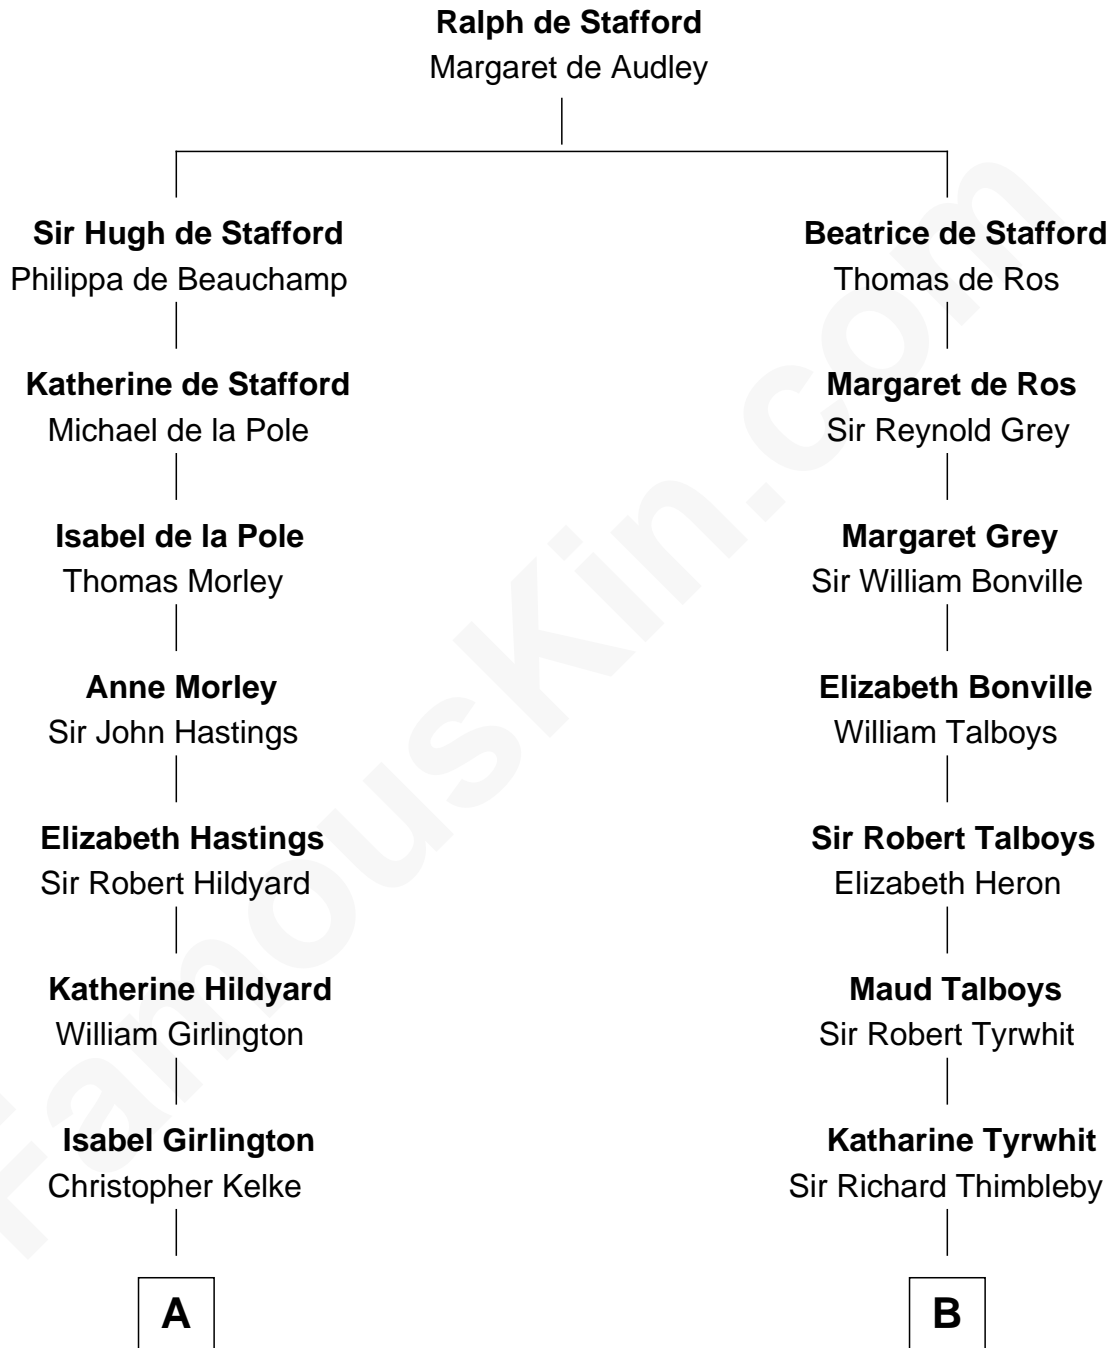 Ralph de Stafford
Margaret de Audley
Sir Hugh de Stafford
Philippa de Beauchamp
Beatrice de Stafford
Thomas de Ros
Katherine de Stafford
Michael de la Pole
Margaret de Ros
Sir Reynold Grey
Isabel de la Pole
Thomas Morley
Margaret Grey
Sir William Bonville
Anne Morley
Sir John Hastings
Elizabeth Bonville
William Talboys
Elizabeth Hastings
Sir Robert Hildyard
Sir Robert Talboys
Elizabeth Heron
Katherine Hildyard
William Girlington
Maud Talboys
Sir Robert Tyrwhit
Isabel Girlington
Christopher Kelke
Katharine Tyrwhit
Sir Richard Thimbleby
A
B
FamousKin.com